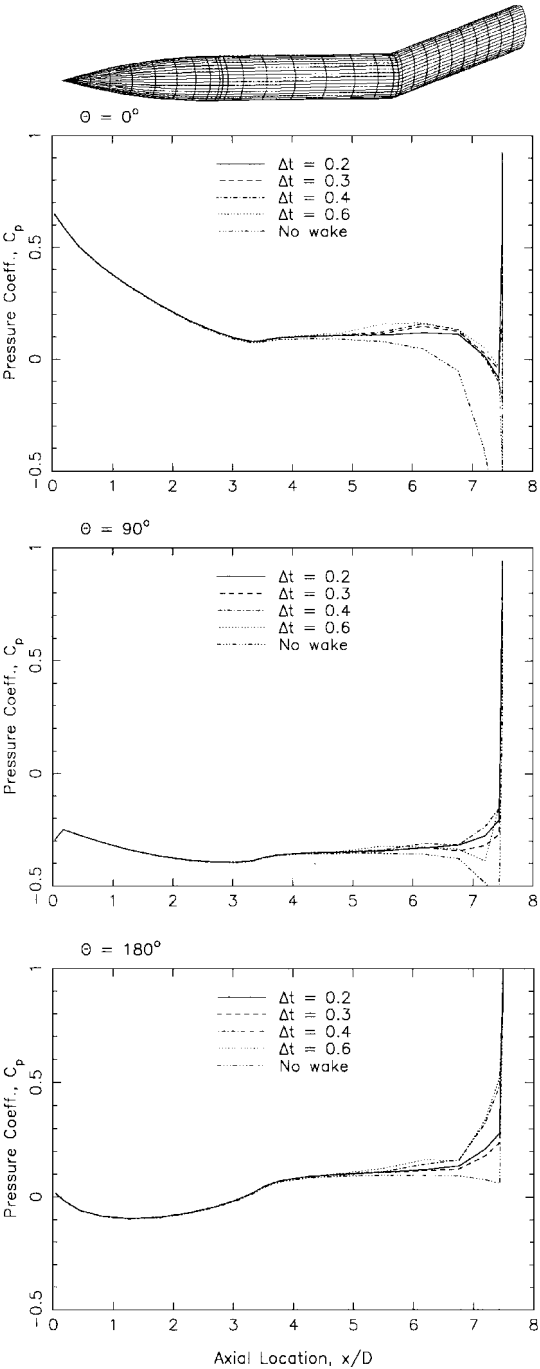 Θ = 0°
Δt = 0.2
Δt = 0.3
Δt = 0.4
Δt = 0.6
No wake
Pressure Coeff., Cp
1
0.5
0
−0.5
0 1 2 3 4 5 6 7 8
Θ = 90°
Δt = 0.2
Δt = 0.3
Δt = 0.4
Δt = 0.6
No wake
Pressure Coeff., Cp
1
0.5
0
−0.5
0 1 2 3 4 5 6 7 8
Θ = 180°
Δt = 0.2
Δt = 0.3
Δt = 0.4
Δt = 0.6
No wake
Pressure Coeff., Cp
1
0.5
0
−0.5
0 1 2 3 4 5 6 7 8
Axial Location, x/D